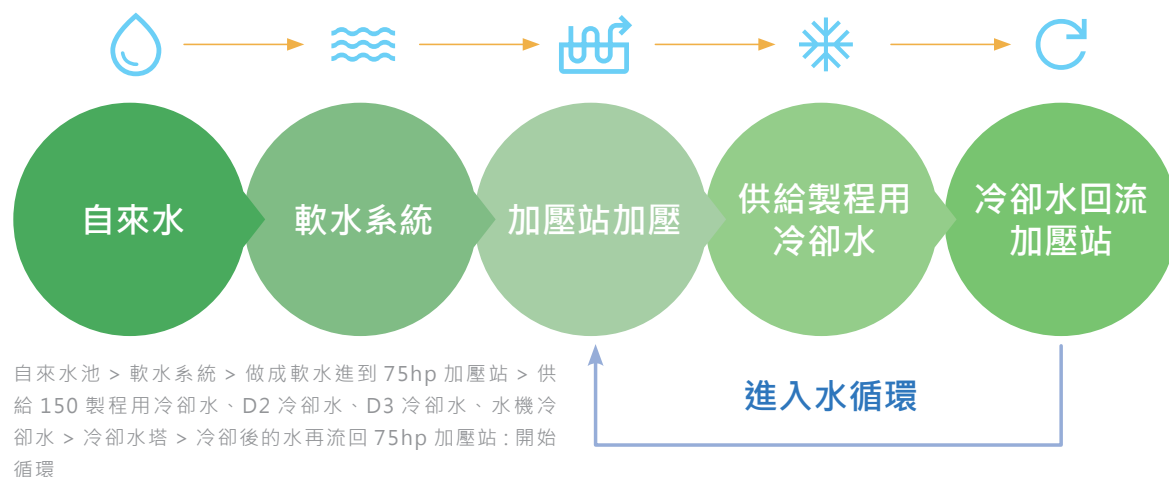 自來水
軟水系統
加壓站加壓
供給製程用
冷卻水
冷卻水回流
加壓站
自來水池 > 軟水系統 > 做成軟水進到 75hp 加壓站 > 供
給 150 製程用冷卻水、D2 冷卻水、D3 冷卻水、水機冷
卻水 > 冷卻水塔 > 冷卻後的水再流回 75hp 加壓站 : 開始
循環
進入水循環